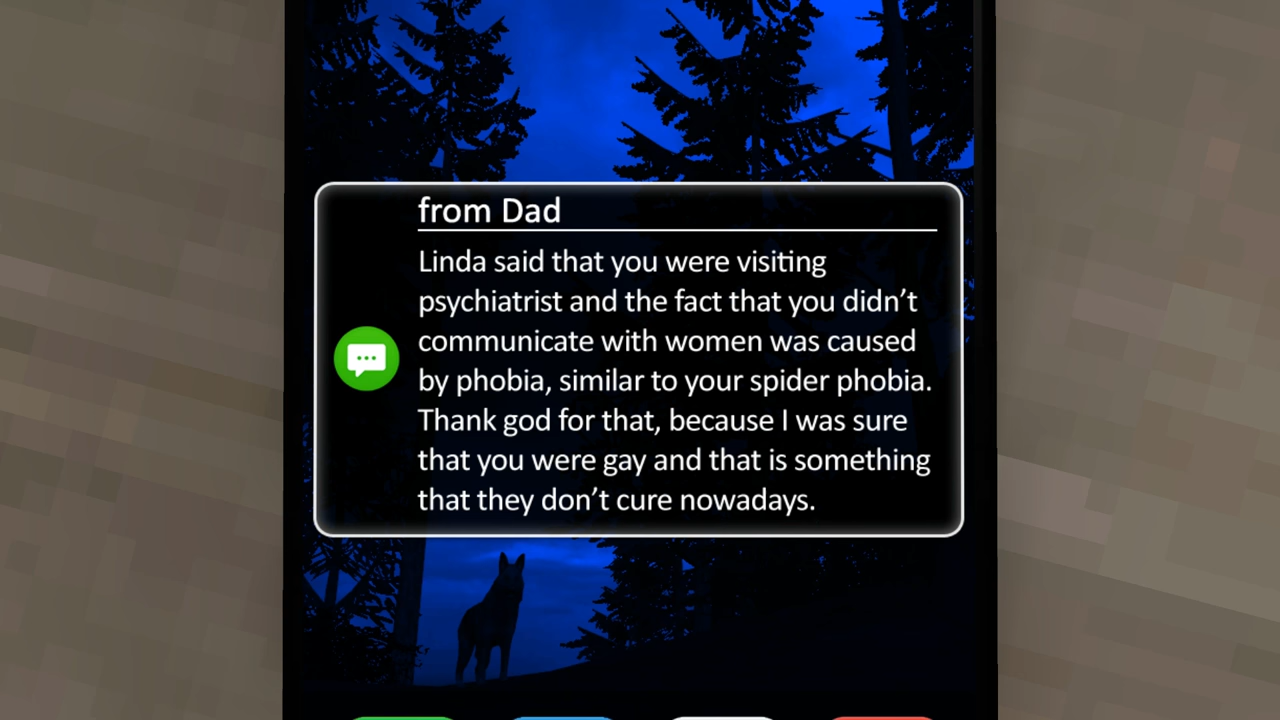 from Dad
Linda said that you were visiting
psychiatrist and the fact that you didn’t
communicate with women was caused
by phobia, similar to your spider phobia.
Thank god for that, because I was sure
that you were gay and that is something
that they don’t cure nowadays.